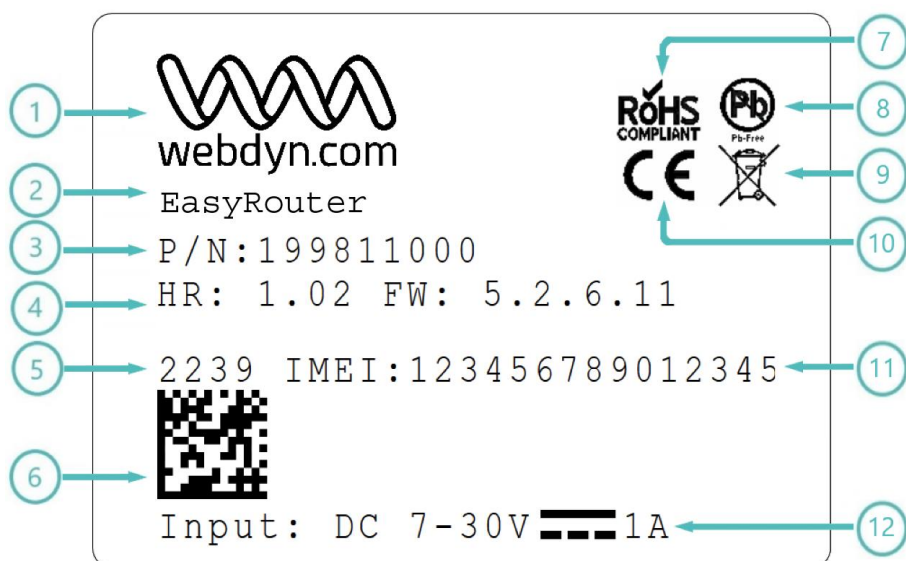 1
webdyn.com
2
EasyRouter
3
P/N:199811000
4
HR: 1.02 FW: 5.2.6.11
5
2239 IMEI:123456789012345
6
Input: DC 7-30V 1A
7
RoHS
COMPLIANT
8
Pb
Pb-Free
9
CE
10
11
12